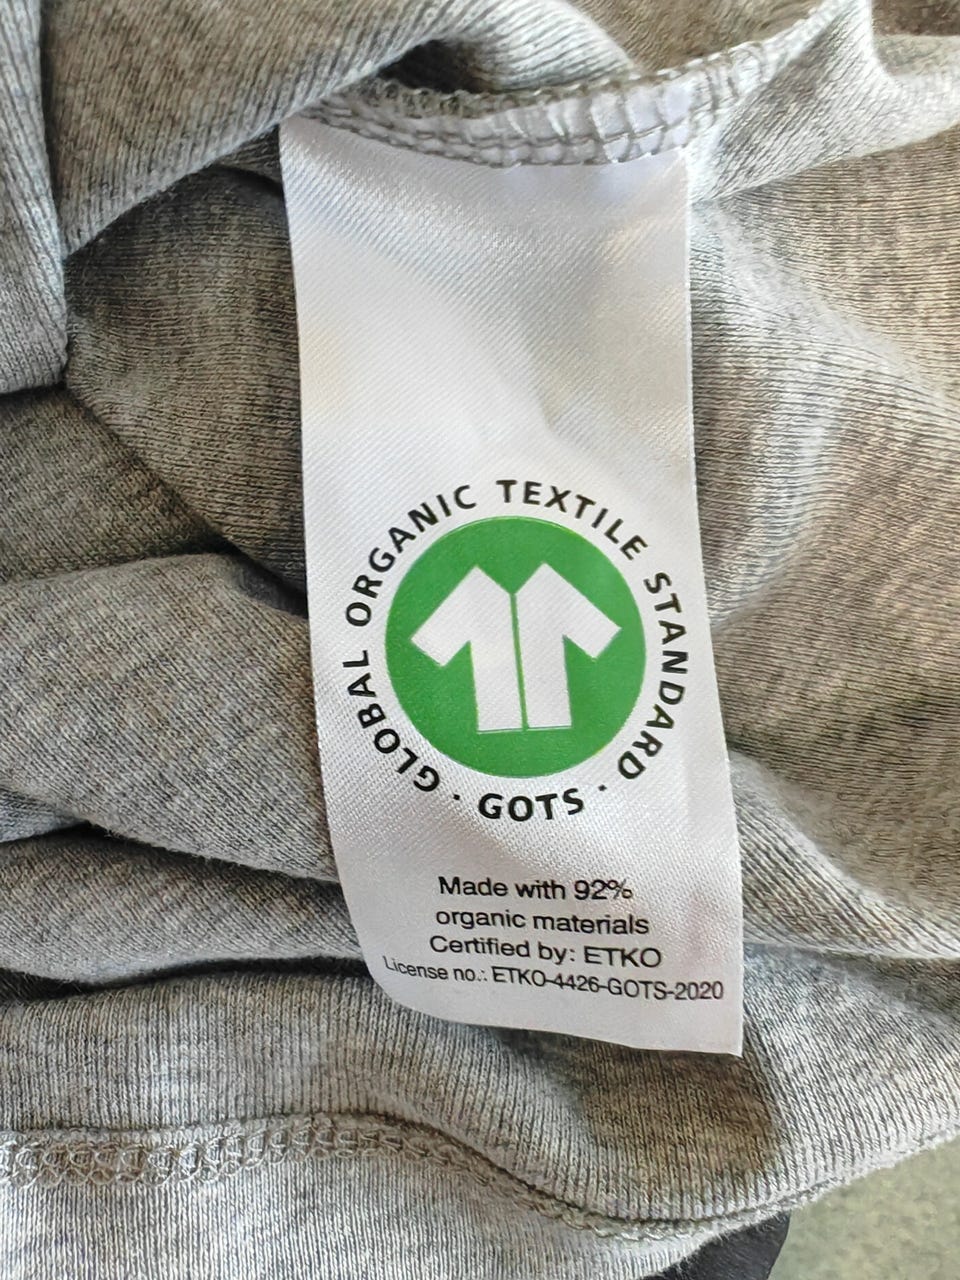 GLOBAL ORGANIC TEXTILE STANDARD · GOTS ·
Made with 92%
organic materials
Certified by: ETKO
License no.: ETKO-4426-GOTS-2020